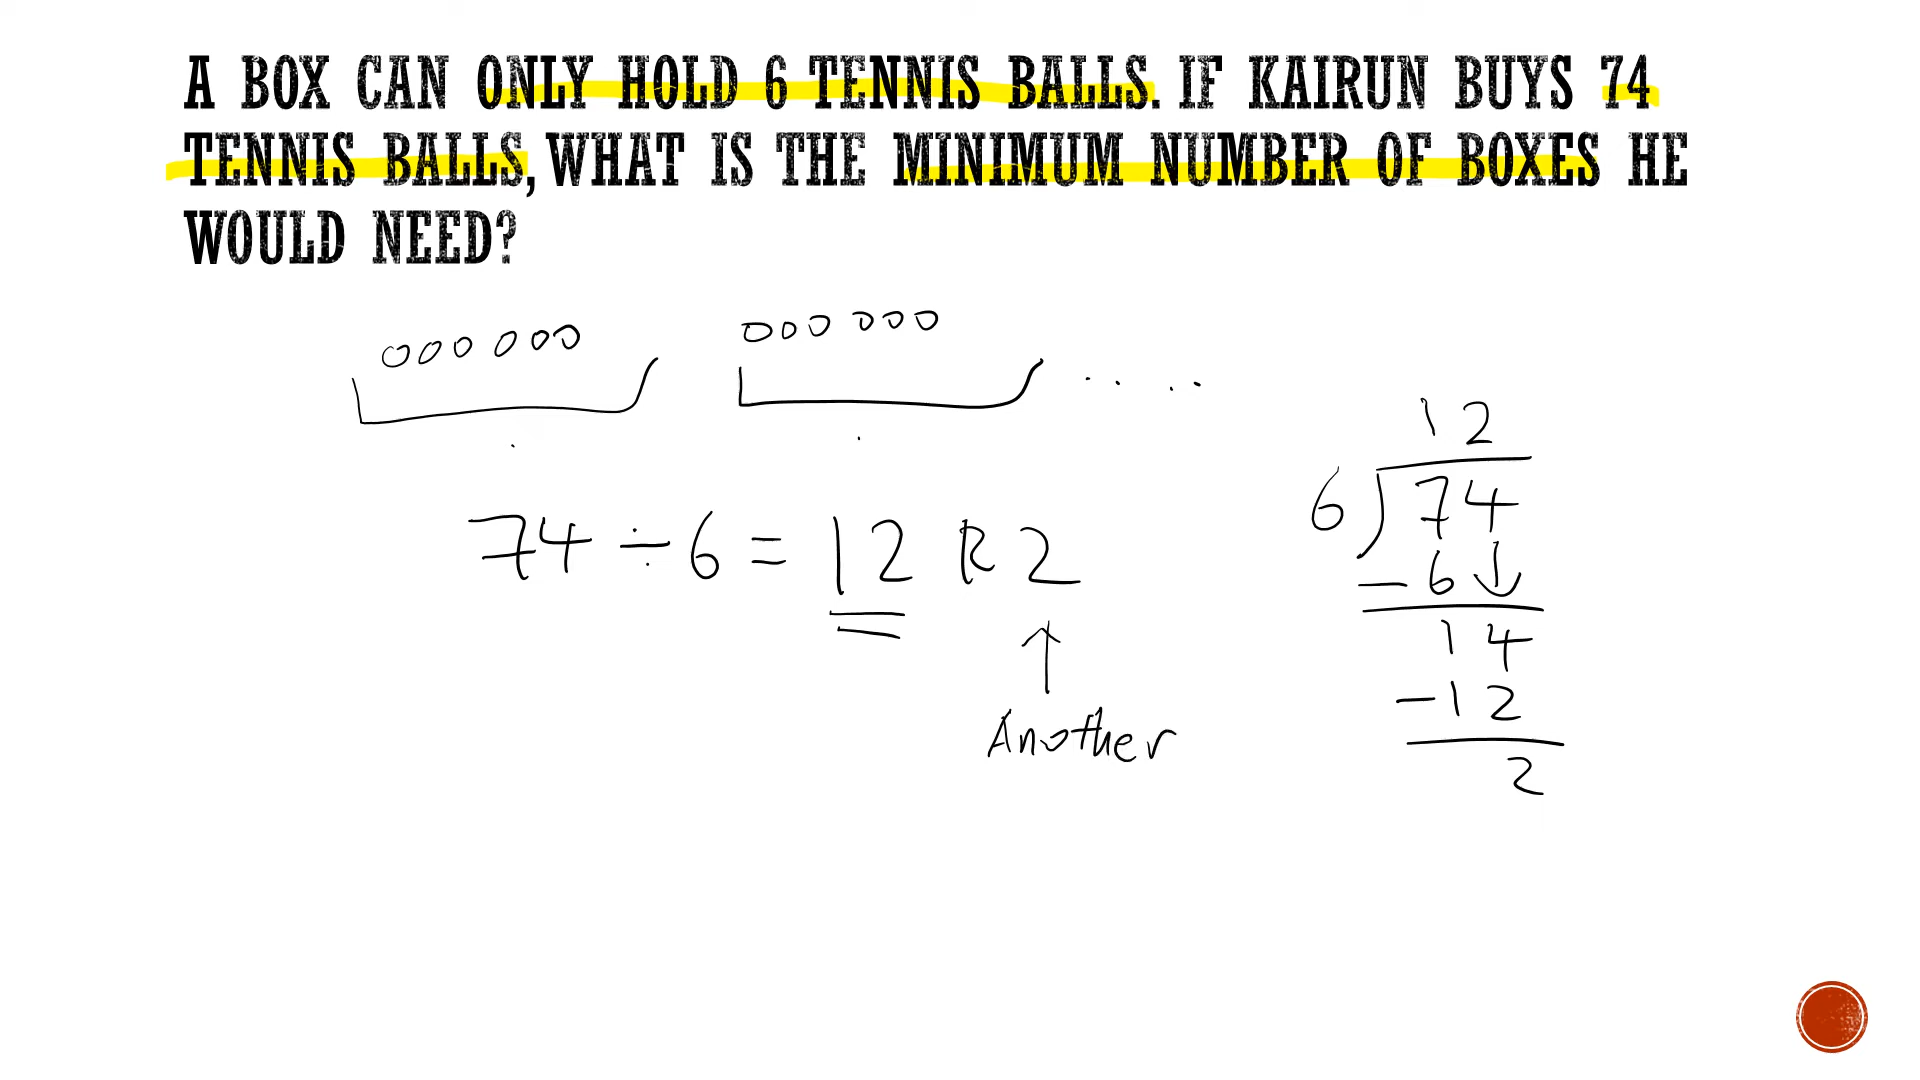 A BOX CAN ONLY HOLD 6 TENNIS BALLS. IF KAIRUN BUYS 74
TENNIS BALLS, WHAT IS THE MINIMUM NUMBER OF BOXES HE
WOULD NEED?
74 ÷ 6 = 12 R 2
Another
12
6 74
- 6
14
- 12
2